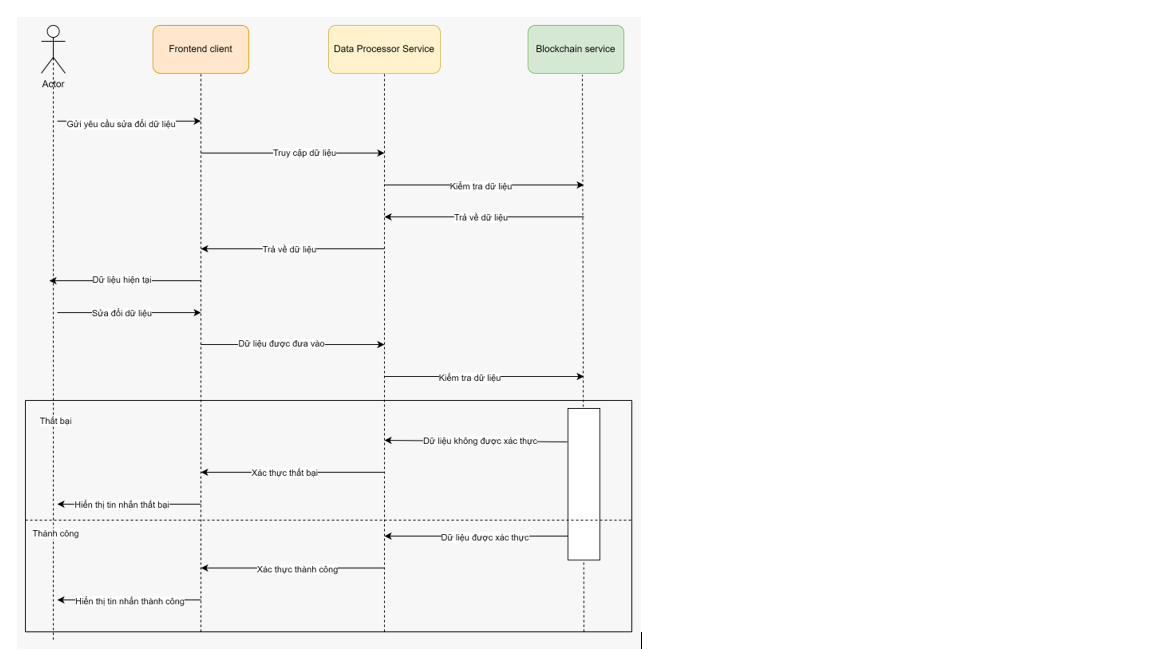 Frontend client
Data Processor Service
Blockchain service
Actor
Gửi yêu cầu sửa đổi dữ liệu
Truy cập dữ liệu
Kiểm tra dữ liệu
Trả về dữ liệu
Trả về dữ liệu
Dữ liệu hiện tại
Sửa đổi dữ liệu
Dữ liệu được đưa vào
Kiểm tra dữ liệu
Thất bại
Dữ liệu không được xác thực
Xác thực thất bại
Hiển thị tin nhắn thất bại
Thành công
Dữ liệu được xác thực
Xác thực thành công
Hiển thị tin nhắn thành công